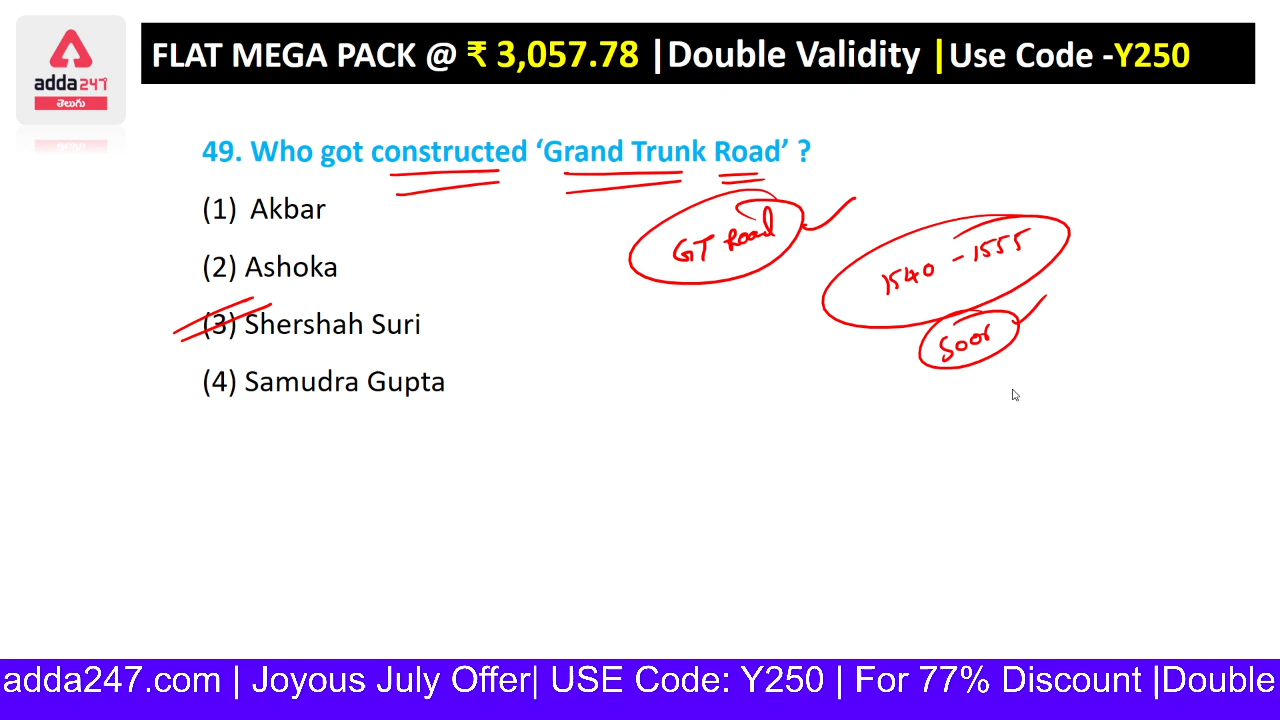 FLAT MEGA PACK @ ₹ 3,057.78 |Double Validity |Use Code -Y250
adda247
తెలుగు
49. Who got constructed ‘Grand Trunk Road’ ?
(1) Akbar
(2) Ashoka
(3) Shershah Suri
(4) Samudra Gupta
GT Road
1540 - 1555
Soor
adda247.com | Joyous July Offer| USE Code: Y250 | For 77% Discount |Double